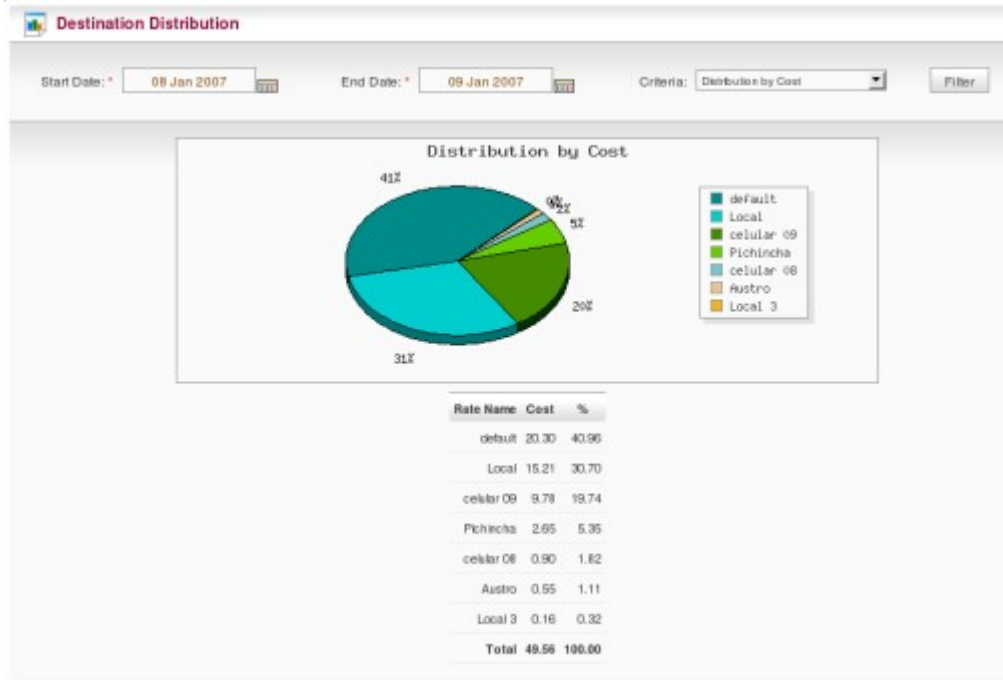 Destination Distribution
Start Date: * 08 Jan 2007 End Date: * 09 Jan 2007 Criteria: Distribution by Cost Filter
Distribution by Cost
41%
2%
5%
20%
31%
default
Local
celular 09
Pichincha
celular 08
Austro
Local 3
Rate Name Cost %
default 20.30 40.96
Local 15.21 30.70
celular 09 9.78 19.74
Pichincha 2.65 5.35
celular 08 0.90 1.82
Austro 0.55 1.11
Local 3 0.16 0.32
Total 49.56 100.00